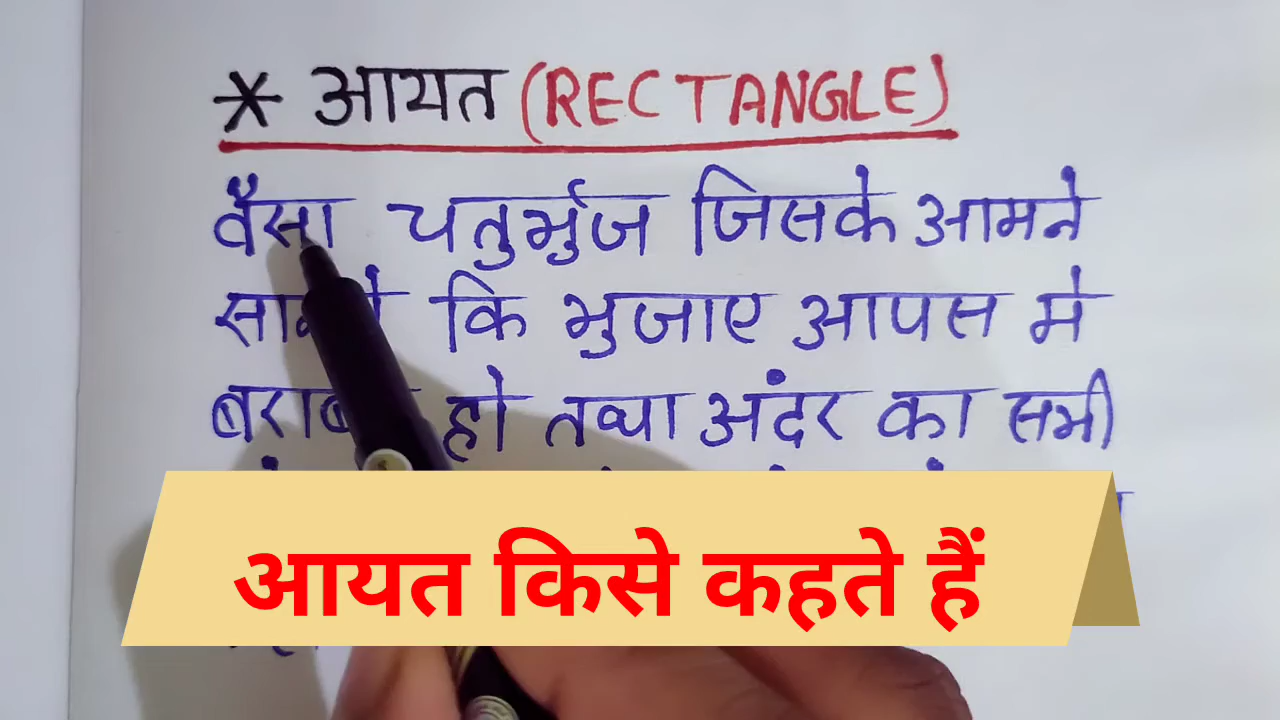 * आयत (RECTANGLE)
वैसा चतुर्भुज जिसके आमने
कि भुजाए आपस मे
हो तथा अंदर का सभी
आयत किसे कहते हैं